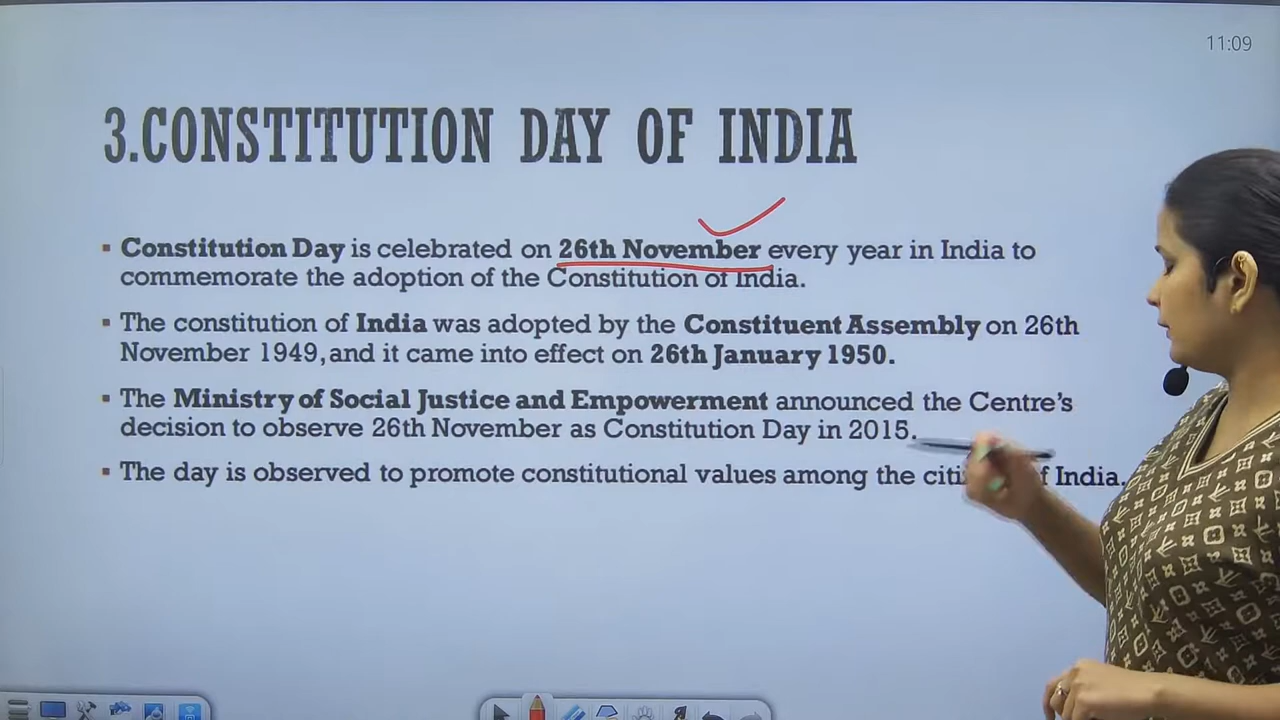 11:09
3.CONSTITUTION DAY OF INDIA
▪ Constitution Day is celebrated on 26th November every year in India to
commemorate the adoption of the Constitution of India.
▪ The constitution of India was adopted by the Constituent Assembly on 26th
November 1949, and it came into effect on 26th January 1950.
▪ The Ministry of Social Justice and Empowerment announced the Centre's
decision to observe 26th November as Constitution Day in 2015.
▪ The day is observed to promote constitutional values among the India.